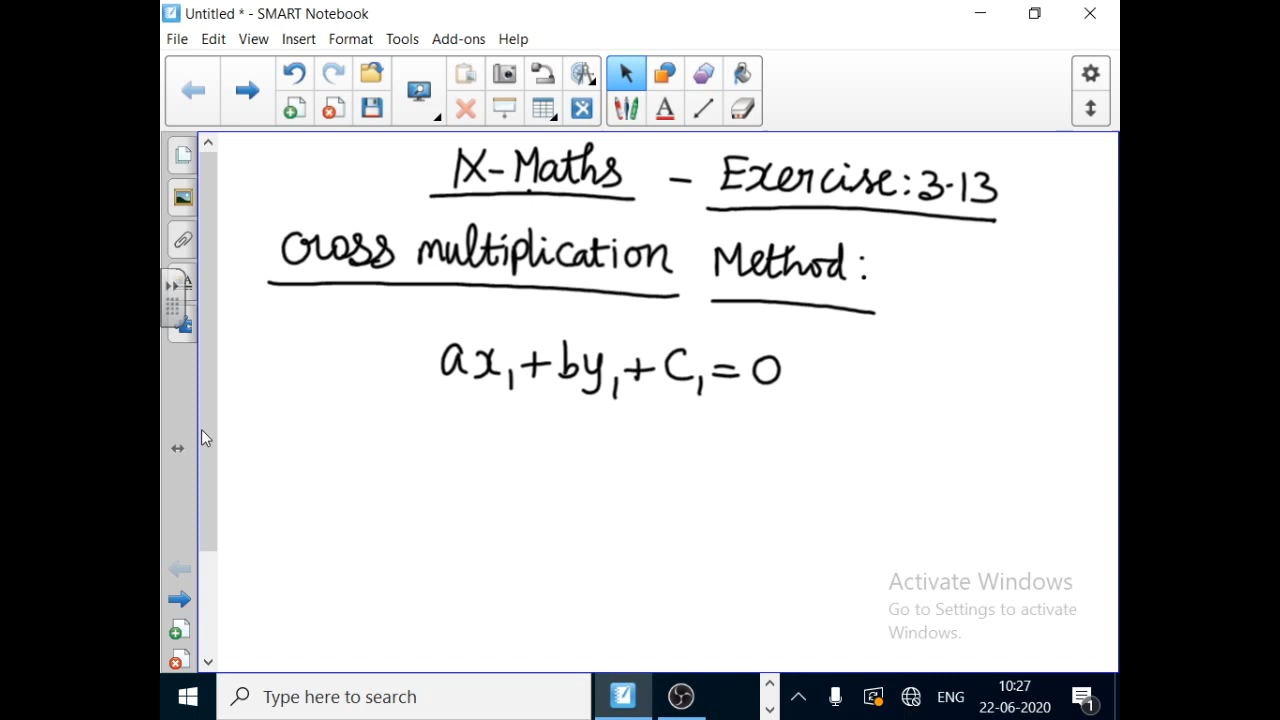 Untitled * - SMART Notebook
File Edit View Insert Format Tools Add-ons Help
IX-Maths - Exercise: 3.13
Cross multiplication Method:
ax₁+by₁+C₁=0
Activate Windows
Go to Settings to activate
Windows.
Type here to search
ENG
10:27
22-06-2020
1